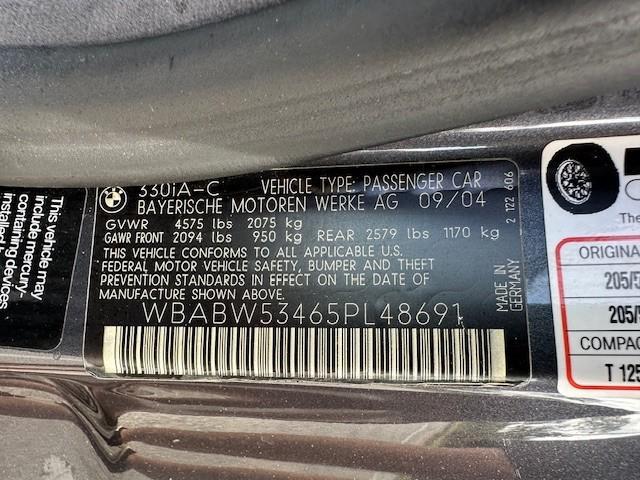 330iA-C VEHICLE TYPE: PASSENGER CAR
BAYERISCHE MOTOREN WERKE AG 09/04
GVWR 4575 lbs 2075 kg
GAWR FRONT 2094 lbs 950 kg REAR 2579 lbs 1170 kg
THIS VEHICLE CONFORMS TO ALL APPLICABLE U.S.
FEDERAL MOTOR VEHICLE SAFETY, BUMPER AND THEFT
PREVENTION STANDARDS IN EFFECT ON THE DATE
OF MANUFACTURE SHOWN ABOVE
WBABW53465PL48691
MADE IN
GERMANY
2 1122 606
This vehicle may
include mercury-
containing devices
installed
ORIGINA
205/5
205/5
COMPAC
T 125